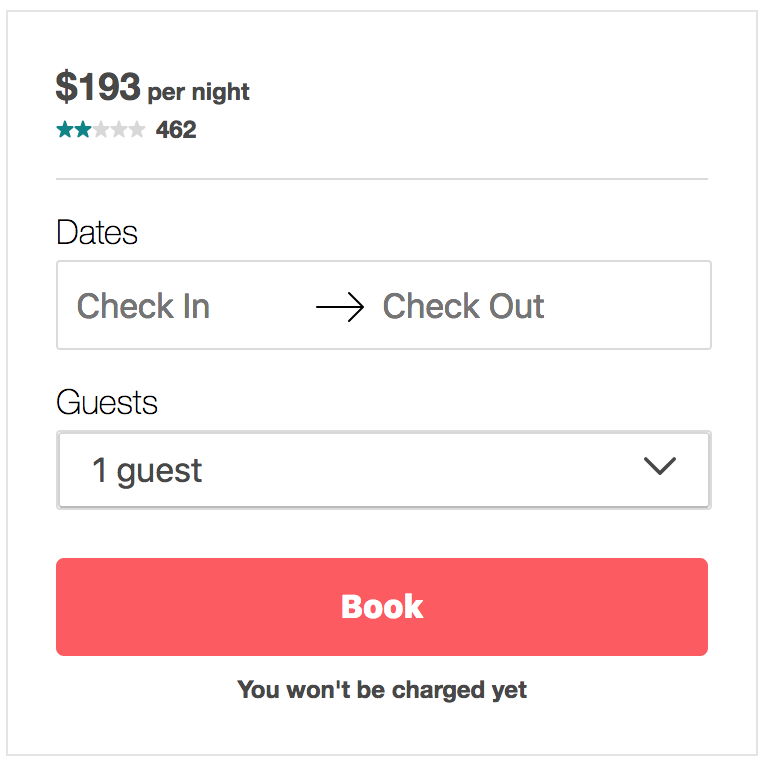 $193 per night
462
Dates
Check In → Check Out
Guests
1 guest
Book
You won't be charged yet